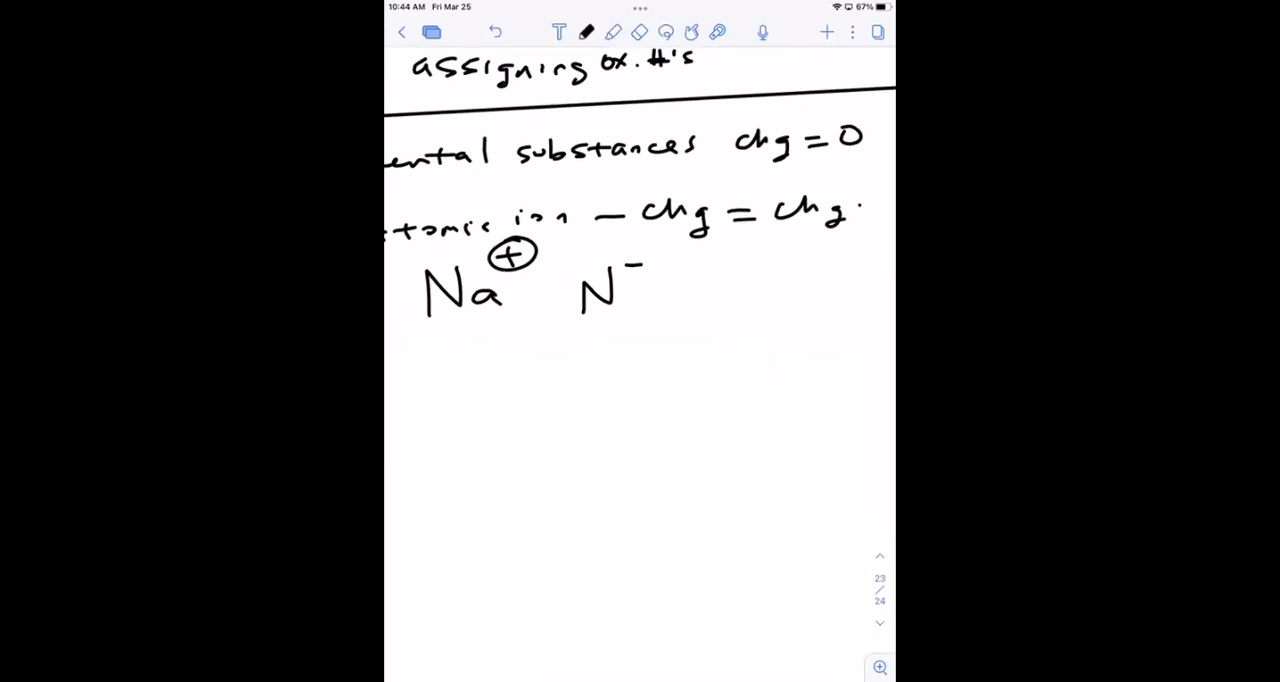 10:44 AM Fri Mar 25 67%
T
assigning ox. #'s
ental substances chg = 0
tomic ion - chg = chg.
Na+ N-
23
24